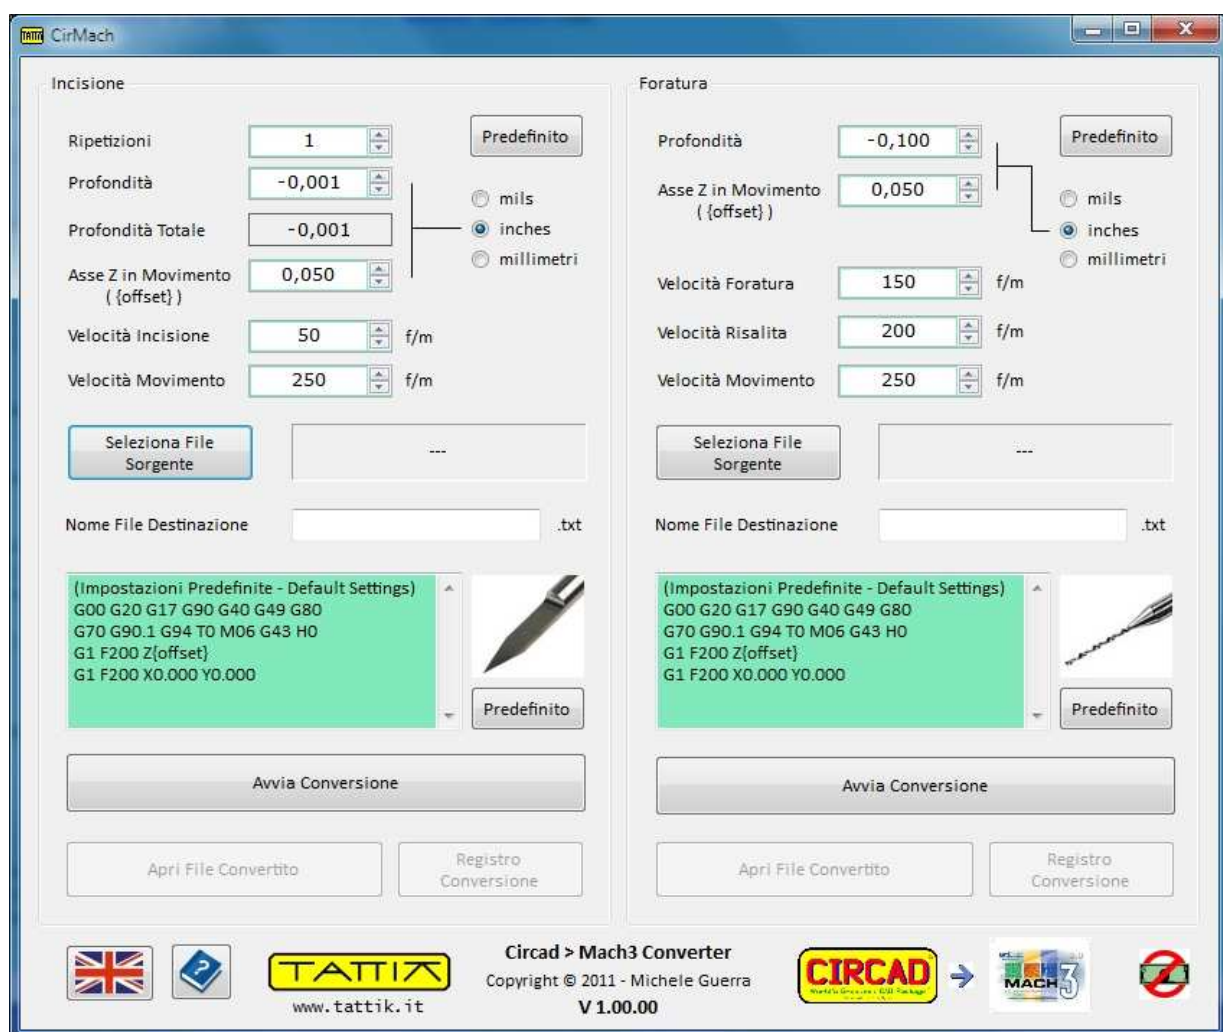 CirMach
Incisione
Ripetizioni 1 Predefinito
Profondità -0,001
mils
Profondità Totale -0,001 inches
millimetri
Asse Z in Movimento 0,050
( {offset} )
Velocità Incisione 50 f/m
Velocità Movimento 250 f/m
Seleziona File
Sorgente
---
Nome File Destinazione .txt
(Impostazioni Predefinite - Default Settings)
G00 G20 G17 G90 G40 G49 G80
G70 G90.1 G94 T0 M06 G43 H0
G1 F200 Z{offset}
G1 F200 X0.000 Y0.000
Predefinito
Avvia Conversione
Apri File Convertito
Registro
Conversione
Foratura
Profondità -0,100 Predefinito
Asse Z in Movimento 0,050
( {offset} )
mils
inches
millimetri
Velocità Foratura 150 f/m
Velocità Risalita 200 f/m
Velocità Movimento 250 f/m
Seleziona File
Sorgente
---
Nome File Destinazione .txt
(Impostazioni Predefinite - Default Settings)
G00 G20 G17 G90 G40 G49 G80
G70 G90.1 G94 T0 M06 G43 H0
G1 F200 Z{offset}
G1 F200 X0.000 Y0.000
Predefinito
Avvia Conversione
Apri File Convertito
Registro
Conversione
?
TATTIK
www.tattik.it
Circad > Mach3 Converter
Copyright © 2011 - Michele Guerra
V 1.00.00
CIRCAD
MACH3